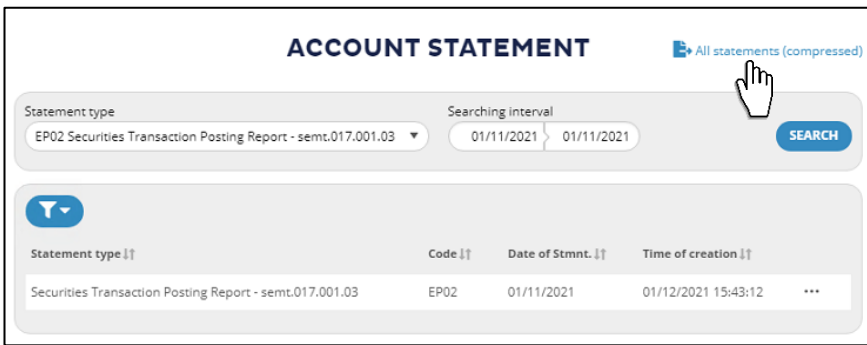 ACCOUNT STATEMENT
All statements (compressed)
Statement type
Searching interval
EP02 Securities Transaction Posting Report - semt.017.001.03
01/11/2021
01/11/2021
SEARCH
Statement type Code Date of Stmnt. Time of creation
Securities Transaction Posting Report - semt.017.001.03 EP02 01/11/2021 01/12/2021 15:43:12 ...